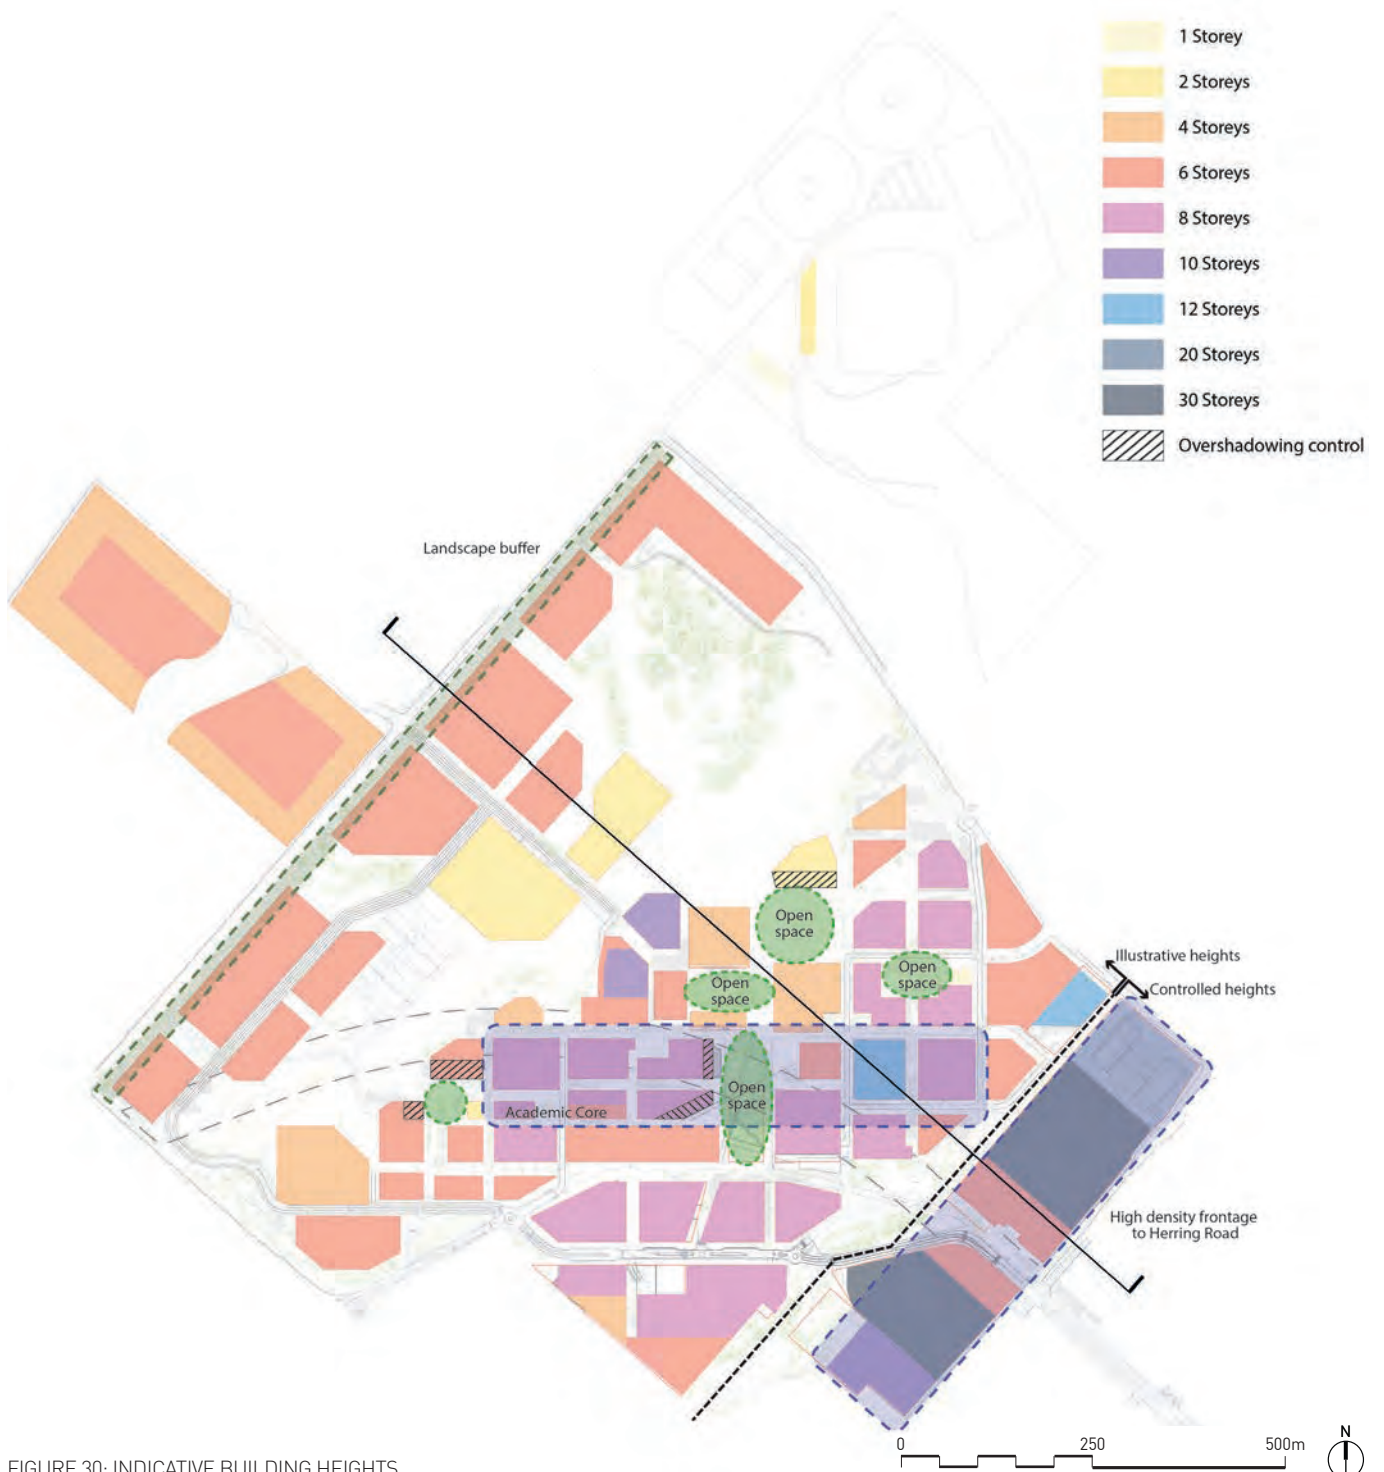 1 Storey
2 Storeys
4 Storeys
6 Storeys
8 Storeys
10 Storeys
12 Storeys
20 Storeys
30 Storeys
Overshadowing control
Landscape buffer
Open
space
Open
space
Open
space
Illustrative heights
Controlled heights
Open
space
Academic Core
High density frontage
to Herring Road
0
250
500m
N
FIGURE 30: INDICATIVE BUILDING HEIGHTS